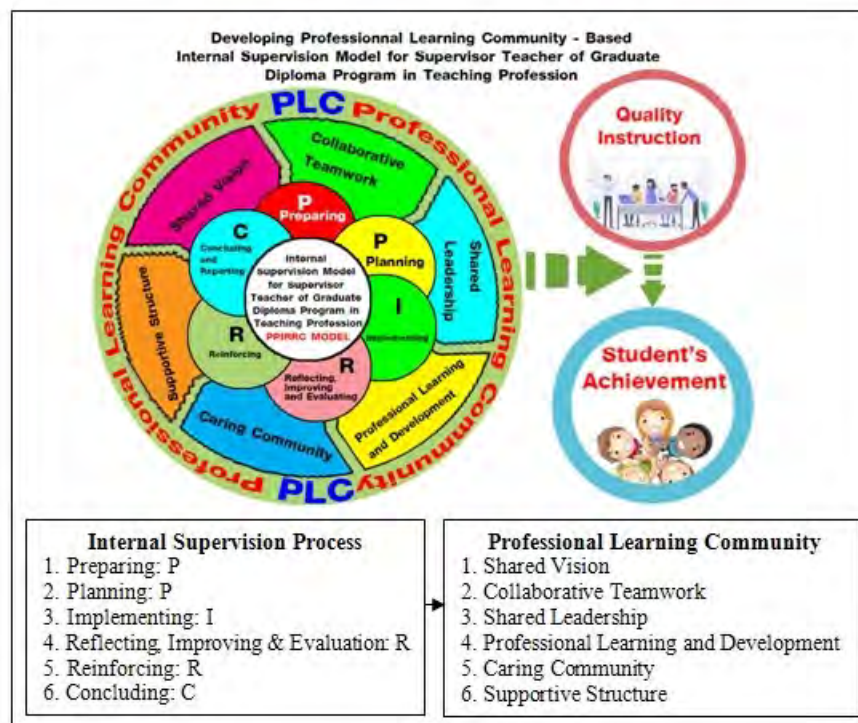 Developing Professionnal Learning Community - Based
Internal Supervision Model for Supervisor Teacher of Graduate
Diploma Program in Teaching Profession
PLC
Professional Learning Community
PLC
Professional Learning Community
Shared Vision
Collaborative
Teamwork
Shared
Leadership
Professional Learning
and Development
Caring Community
Supportive Structure
P
Preparing
P
Planning
I
Implementing
R
Reflecting,
Improving
and Evaluating
R
Reinforcing
C
Concluding
and
Reporting
Internal
Supervision Model
for Supervisor
Teacher of Graduate
Diploma Program in
Teaching Profession
PPIRRC MODEL
Quality
Instruction
Student's
Achievement
Internal Supervision Process
1. Preparing: P
2. Planning: P
3. Implementing: I
4. Reflecting, Improving & Evaluation: R
5. Reinforcing: R
6. Concluding: C
Professional Learning Community
1. Shared Vision
2. Collaborative Teamwork
3. Shared Leadership
4. Professional Learning and Development
5. Caring Community
6. Supportive Structure